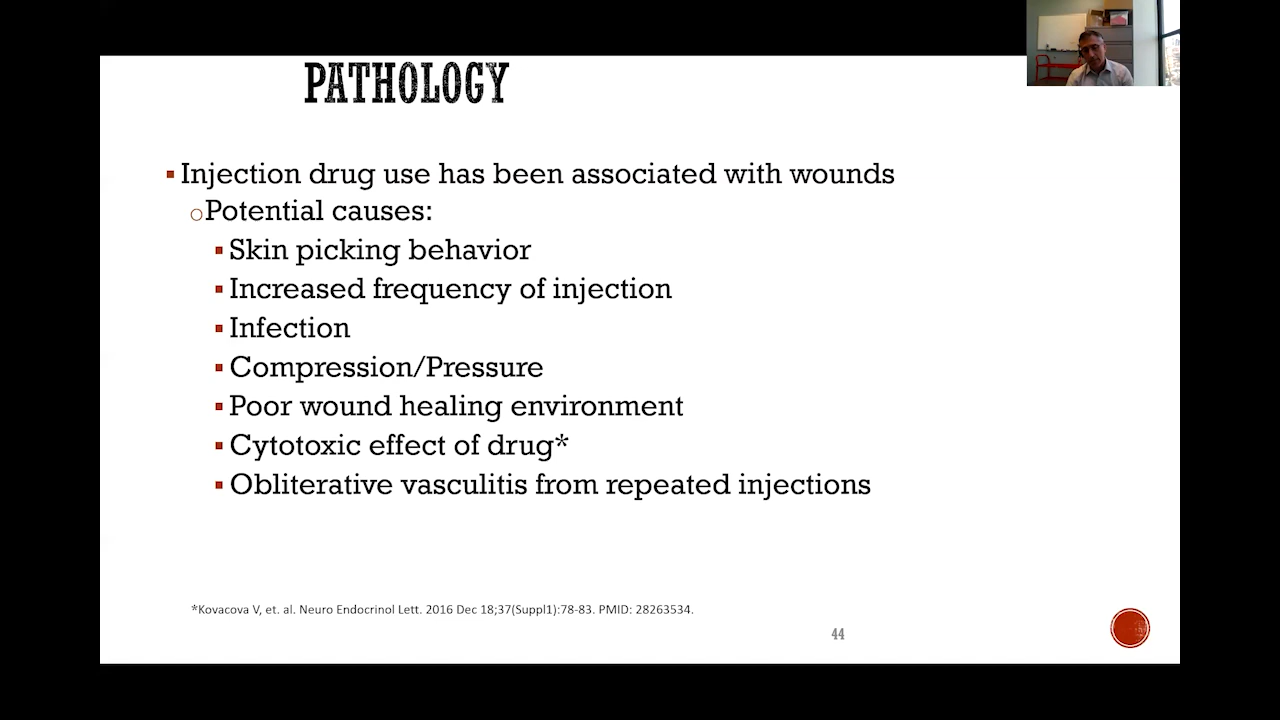 PATHOLOGY
Injection drug use has been associated with wounds
Potential causes:
Skin picking behavior
Increased frequency of injection
Infection
Compression/Pressure
Poor wound healing environment
Cytotoxic effect of drug*
Obliterative vasculitis from repeated injections
*Kovacova V, et. al. Neuro Endocrinol Lett. 2016 Dec 18;37(Suppl1):78-83. PMID: 28263534.
44